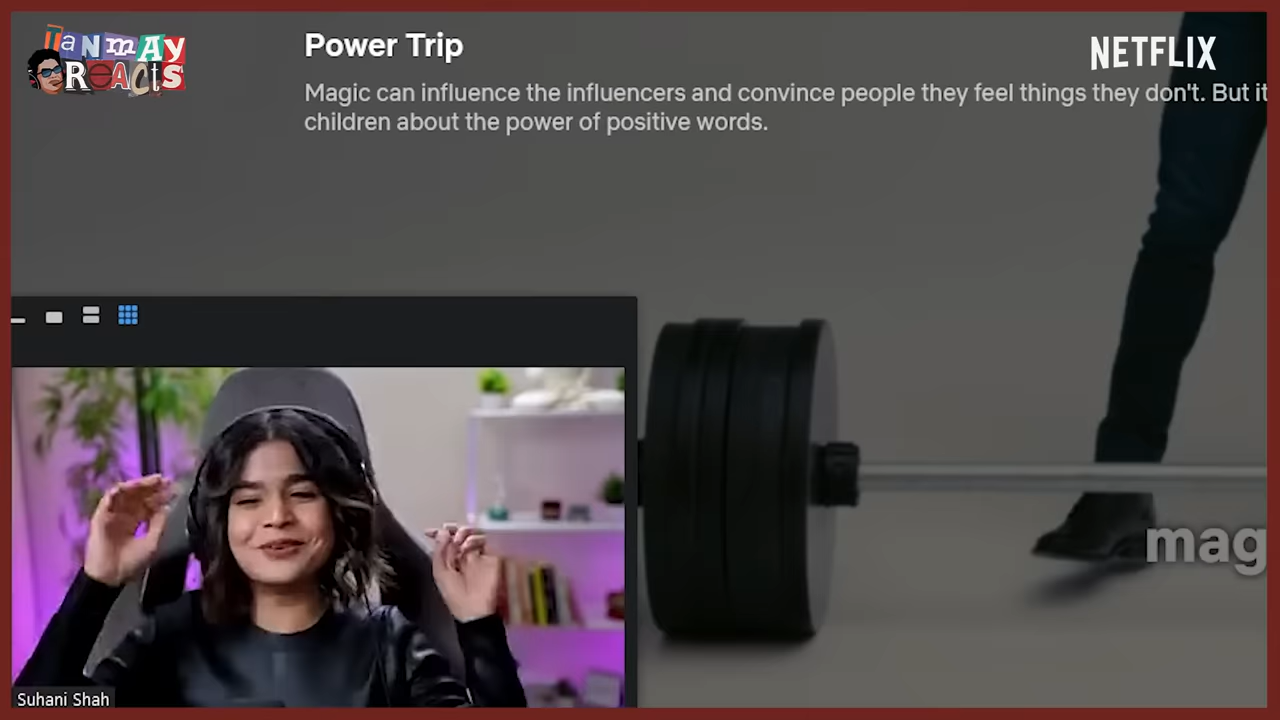 TaNmAy
ReACtS
Power Trip
NETFLIX
Magic can influence the influencers and convince people they feel things they don't. But it
children about the power of positive words.
mag
Suhani Shah